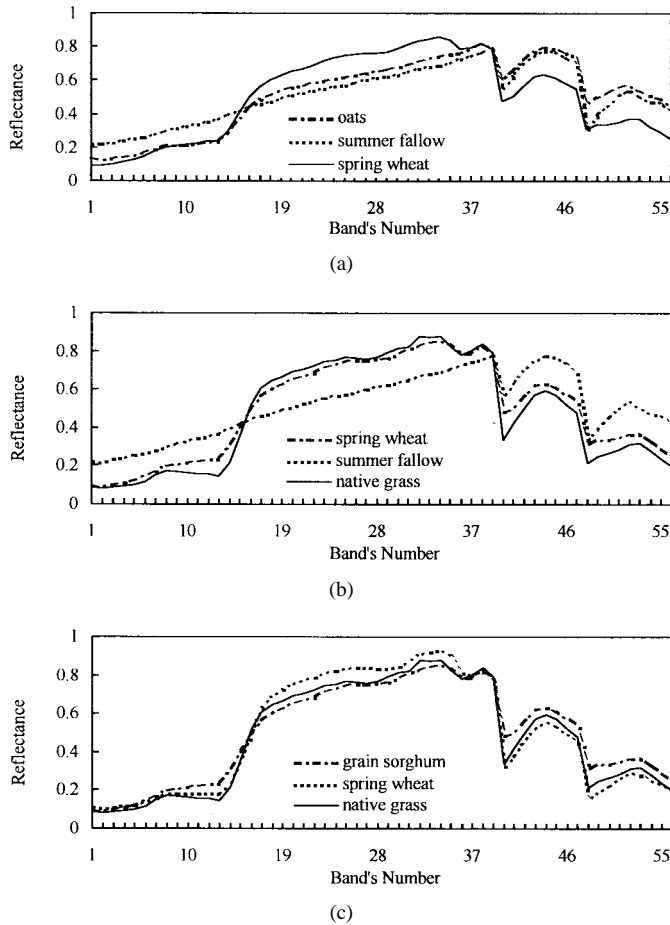 1
0.8
0.6
0.4
0.2
0
Reflectance
oats
summer fallow
spring wheat
1 10 19 28 37 46 55
Band's Number
(a)
1
0.8
0.6
0.4
0.2
0
Reflectance
spring wheat
summer fallow
native grass
1 10 19 28 37 46 55
Band's Number
(b)
1
0.8
0.6
0.4
0.2
0
Reflectance
grain sorghum
spring wheat
native grass
1 10 19 28 37 46 55
Band's Number
(c)